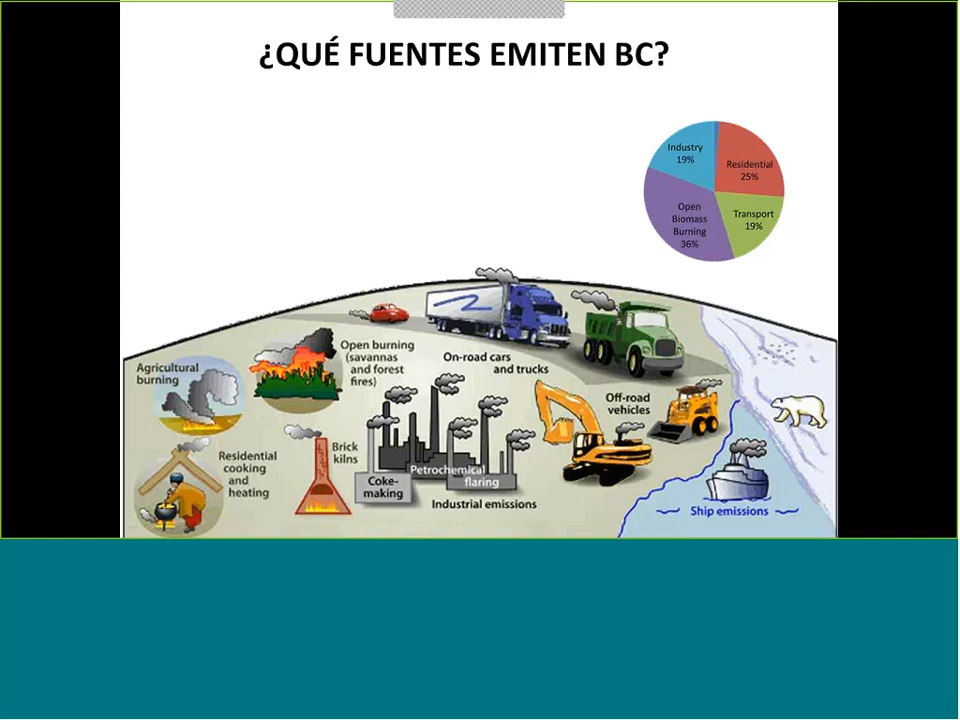 ¿QUÉ FUENTES EMITEN BC?
Industry
19%
Residential
25%
Open
Biomass
Burning
36%
Transport
19%
Agricultural
burning
Open burning
(savannas
and forest
fires)
On-road cars
and trucks
Off-road
vehicles
Residential
cooking
and
heating
Brick
kilns
Coke-
making
Petrochemical
flaring
Industrial emissions
Ship emissions